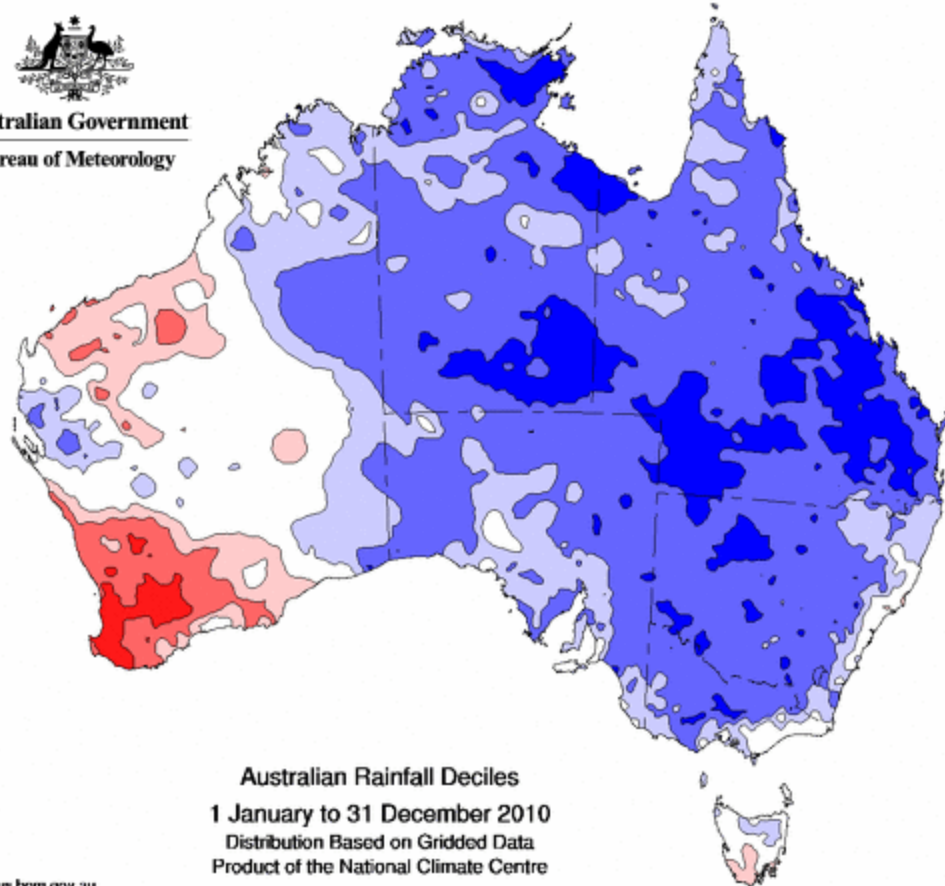 tralian Government
reau of Meteorology
Australian Rainfall Deciles
1 January to 31 December 2010
Distribution Based on Gridded Data
Product of the National Climate Centre